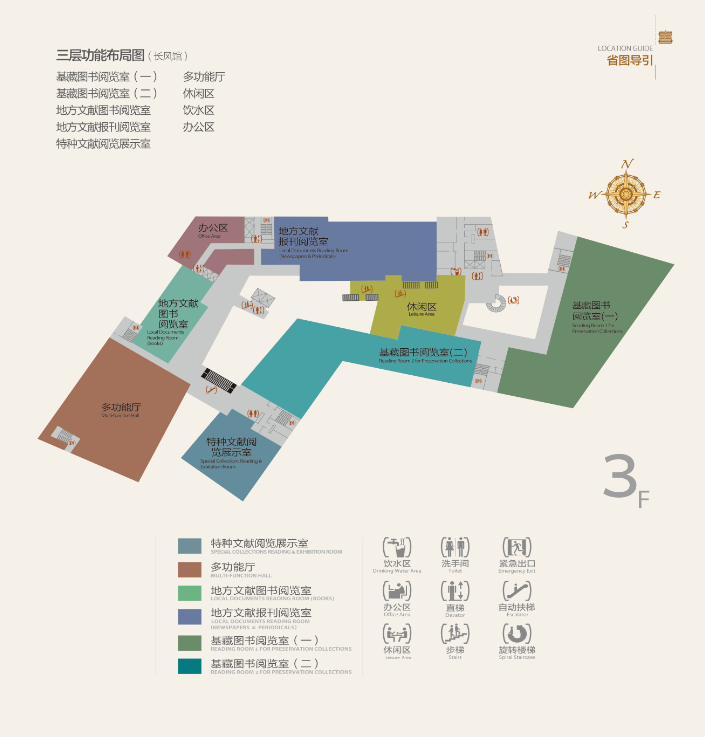 三层功能布局图（长风馆）
基藏图书阅览室（一）
多功能厅
基藏图书阅览室（二）
休闲区
地方文献图书阅览室
饮水区
地方文献报刊阅览室
办公区
特种文献阅览展示室
LOCATION GUIDE
省图导引
N
W
E
S
办公区
Office Area
地方文献
报刊阅览室
Local Documents Reading Room
(Newspapers & Periodicals)
地方文献
图书
阅览室
Local Documents
Reading Room
(Books)
休闲区
Leisure Area
基藏图书
阅览室(一)
Reading Room 1 for
Preservation Collections
基藏图书阅览室(二)
Reading Room 2 for Preservation Collections
多功能厅
Multi-function Hall
特种文献阅
览展示室
Special Collections Reading &
Exhibition Room
3F
特种文献阅览展示室
SPECIAL COLLECTIONS READING & EXHIBITION ROOM
多功能厅
MULTI-FUNCTION HALL
地方文献图书阅览室
LOCAL DOCUMENTS READING ROOM (BOOKS)
地方文献报刊阅览室
LOCAL DOCUMENTS READING ROOM
(NEWSPAPERS & PERIODICALS)
基藏图书阅览室（一）
READING ROOM 1 FOR PRESERVATION COLLECTIONS
基藏图书阅览室（二）
READING ROOM 2 FOR PRESERVATION COLLECTIONS
饮水区
Drinking Water Area
洗手间
Toilet
紧急出口
Emergency Exit
办公区
Office Area
直梯
Elevator
自动扶梯
Escalator
休闲区
Leisure Area
步梯
Stairs
旋转楼梯
Spiral Staircase